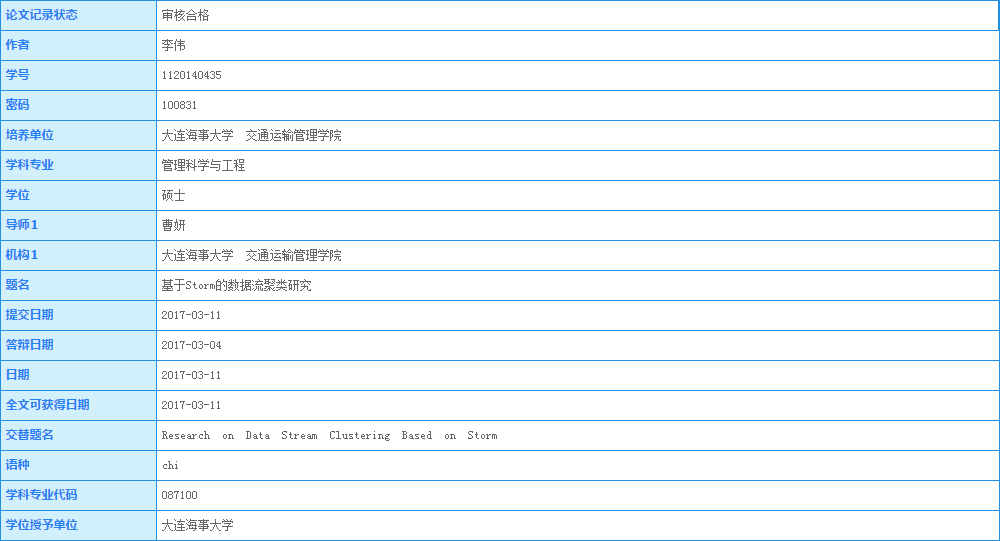 论文记录状态 审核合格
作者 李伟
学号 1120140435
密码 100831
培养单位 大连海事大学 交通运输管理学院
学科专业 管理科学与工程
学位 硕士
导师1 曹妍
机构1 大连海事大学 交通运输管理学院
题名 基于Storm的数据流聚类研究
提交日期 2017-03-11
答辩日期 2017-03-04
日期 2017-03-11
全文可获得日期 2017-03-11
交替题名 Research on Data Stream Clustering Based on Storm
语种 chi
学科专业代码 087100
学位授予单位 大连海事大学